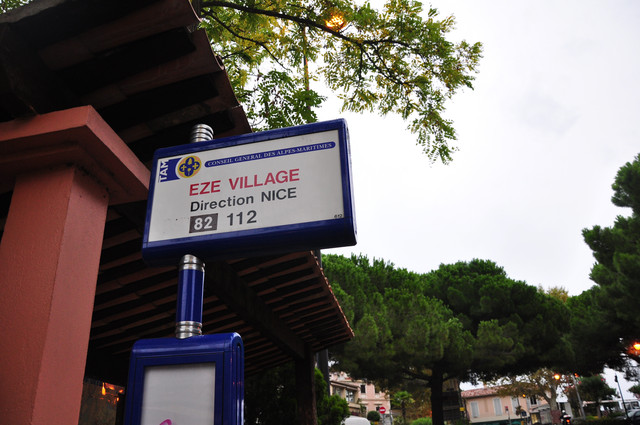 TAM
CONSEIL GENERAL DES ALPES-MARITIMES
EZE VILLAGE
Direction NICE
82 112